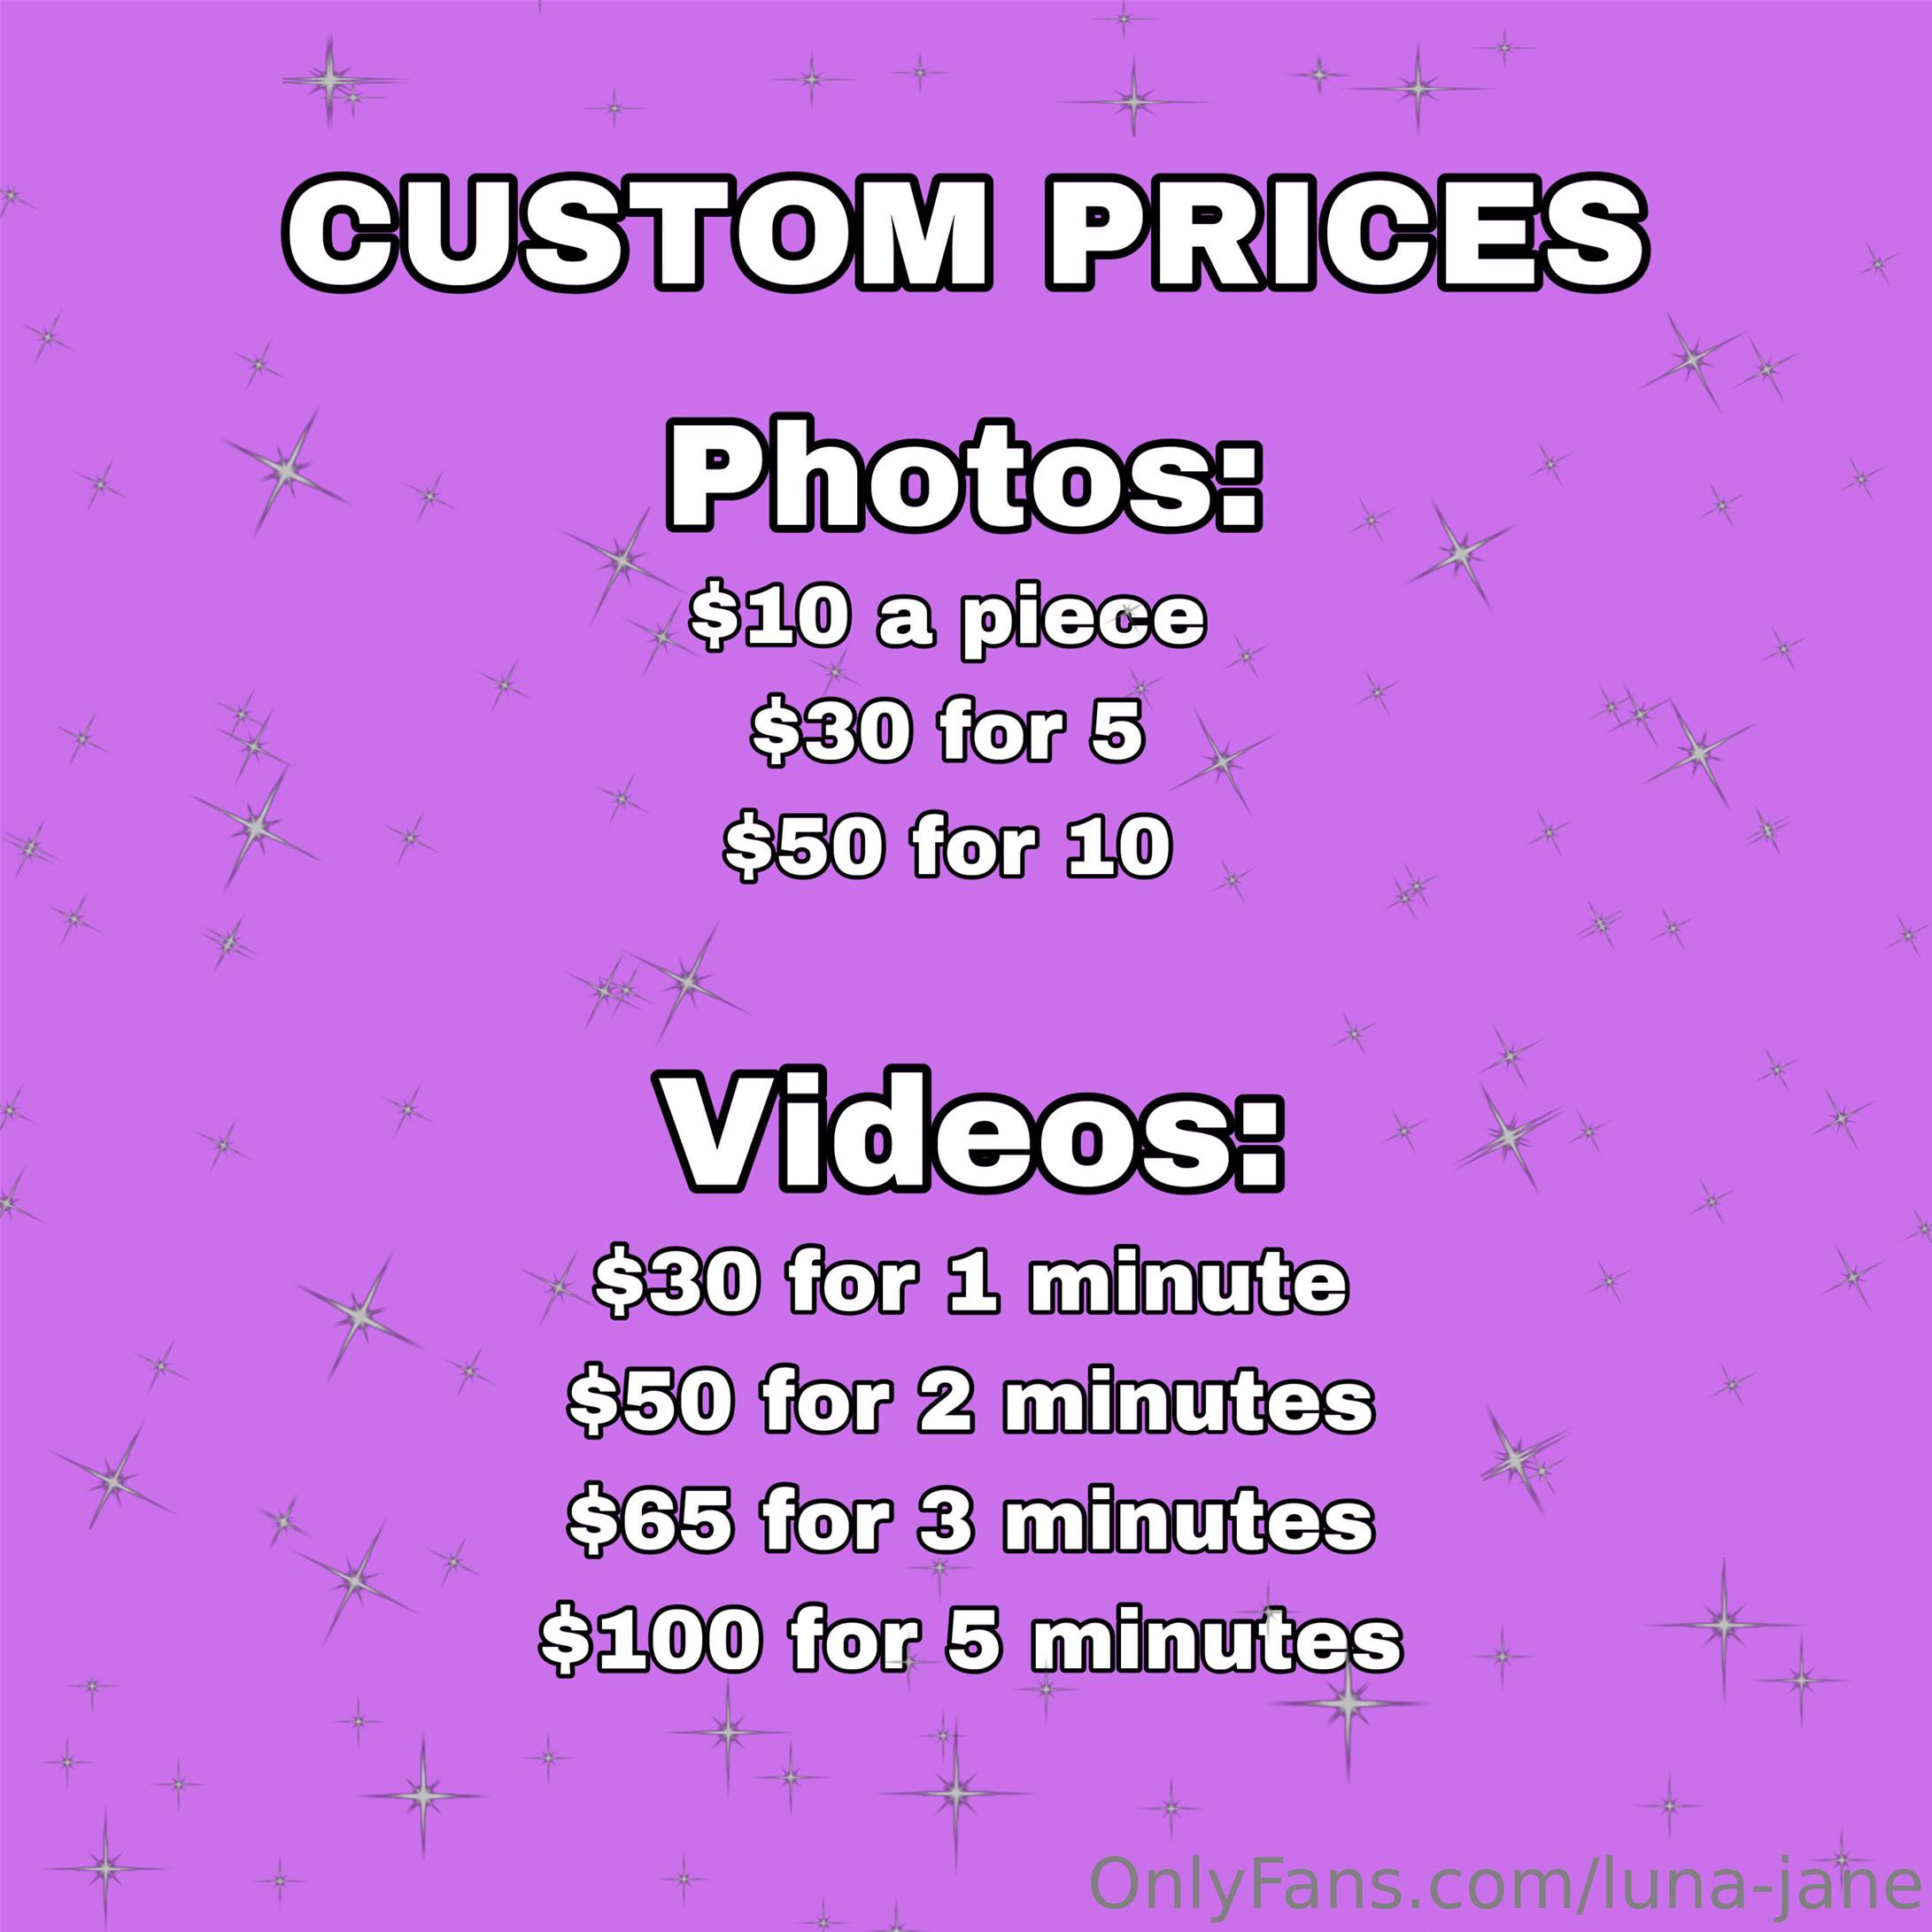 CUSTOM PRICES
Photos:
$10 a piece
$30 for 5
$50 for 10
Videos:
$30 for 1 minute
$50 for 2 minutes
$65 for 3 minutes
$100 for 5 minutes
OnlyFans.com/luna-jane